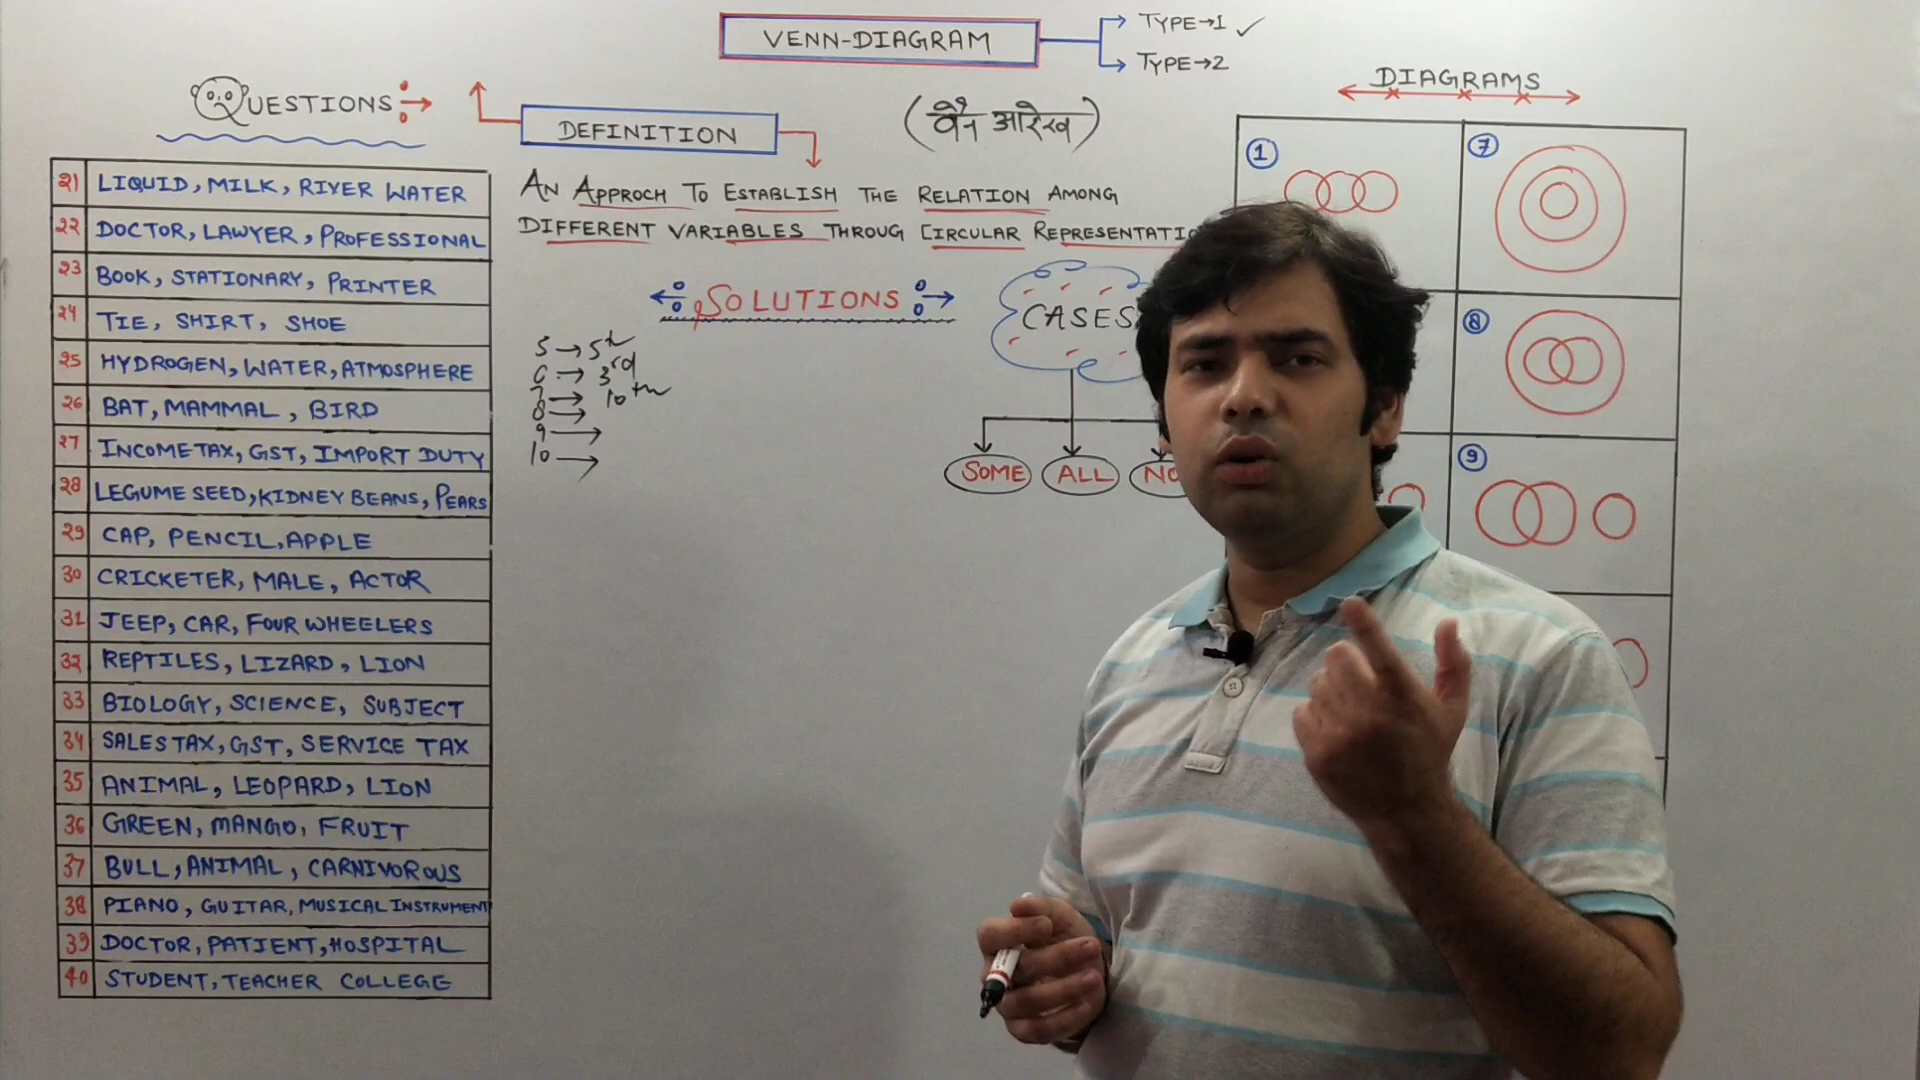 VENN-DIAGRAM
TYPE→1 ✓
TYPE→2
(वैन आरेख)
QUESTIONS
DEFINITION
AN APPROCH TO ESTABLISH THE RELATION AMONG
DIFFERENT VARIABLES THROUG CIRCULAR
SOLUTIONS
5 → 5th
6 → 3rd
7 → 10th
8 →
9 →
10 →
CASES
SOME
ALL
21 LIQUID, MILK, RIVER WATER
22 DOCTOR, LAWYER, PROFESSIONAL
23 BOOK, STATIONARY, PRINTER
24 TIE, SHIRT, SHOE
25 HYDROGEN, WATER, ATMOSPHERE
26 BAT, MAMMAL, BIRD
27 INCOME TAX, GST, IMPORT DUTY
28 LEGUME SEED, KIDNEY BEANS, PEARS
29 CAP, PENCIL, APPLE
30 CRICKETER, MALE, ACTOR
31 JEEP, CAR, FOUR WHEELERS
32 REPTILES, LIZARD, LION
33 BIOLOGY, SCIENCE, SUBJECT
34 SALES TAX, GST, SERVICE TAX
35 ANIMAL, LEOPARD, LION
36 GREEN, MANGO, FRUIT
37 BULL, ANIMAL, CARNIVOROUS
38 PIANO, GUITAR, MUSICAL INSTRUMENT
39 DOCTOR, PATIENT, HOSPITAL
40 STUDENT, TEACHER COLLEGE
DIAGRAMS
1
7
8
9